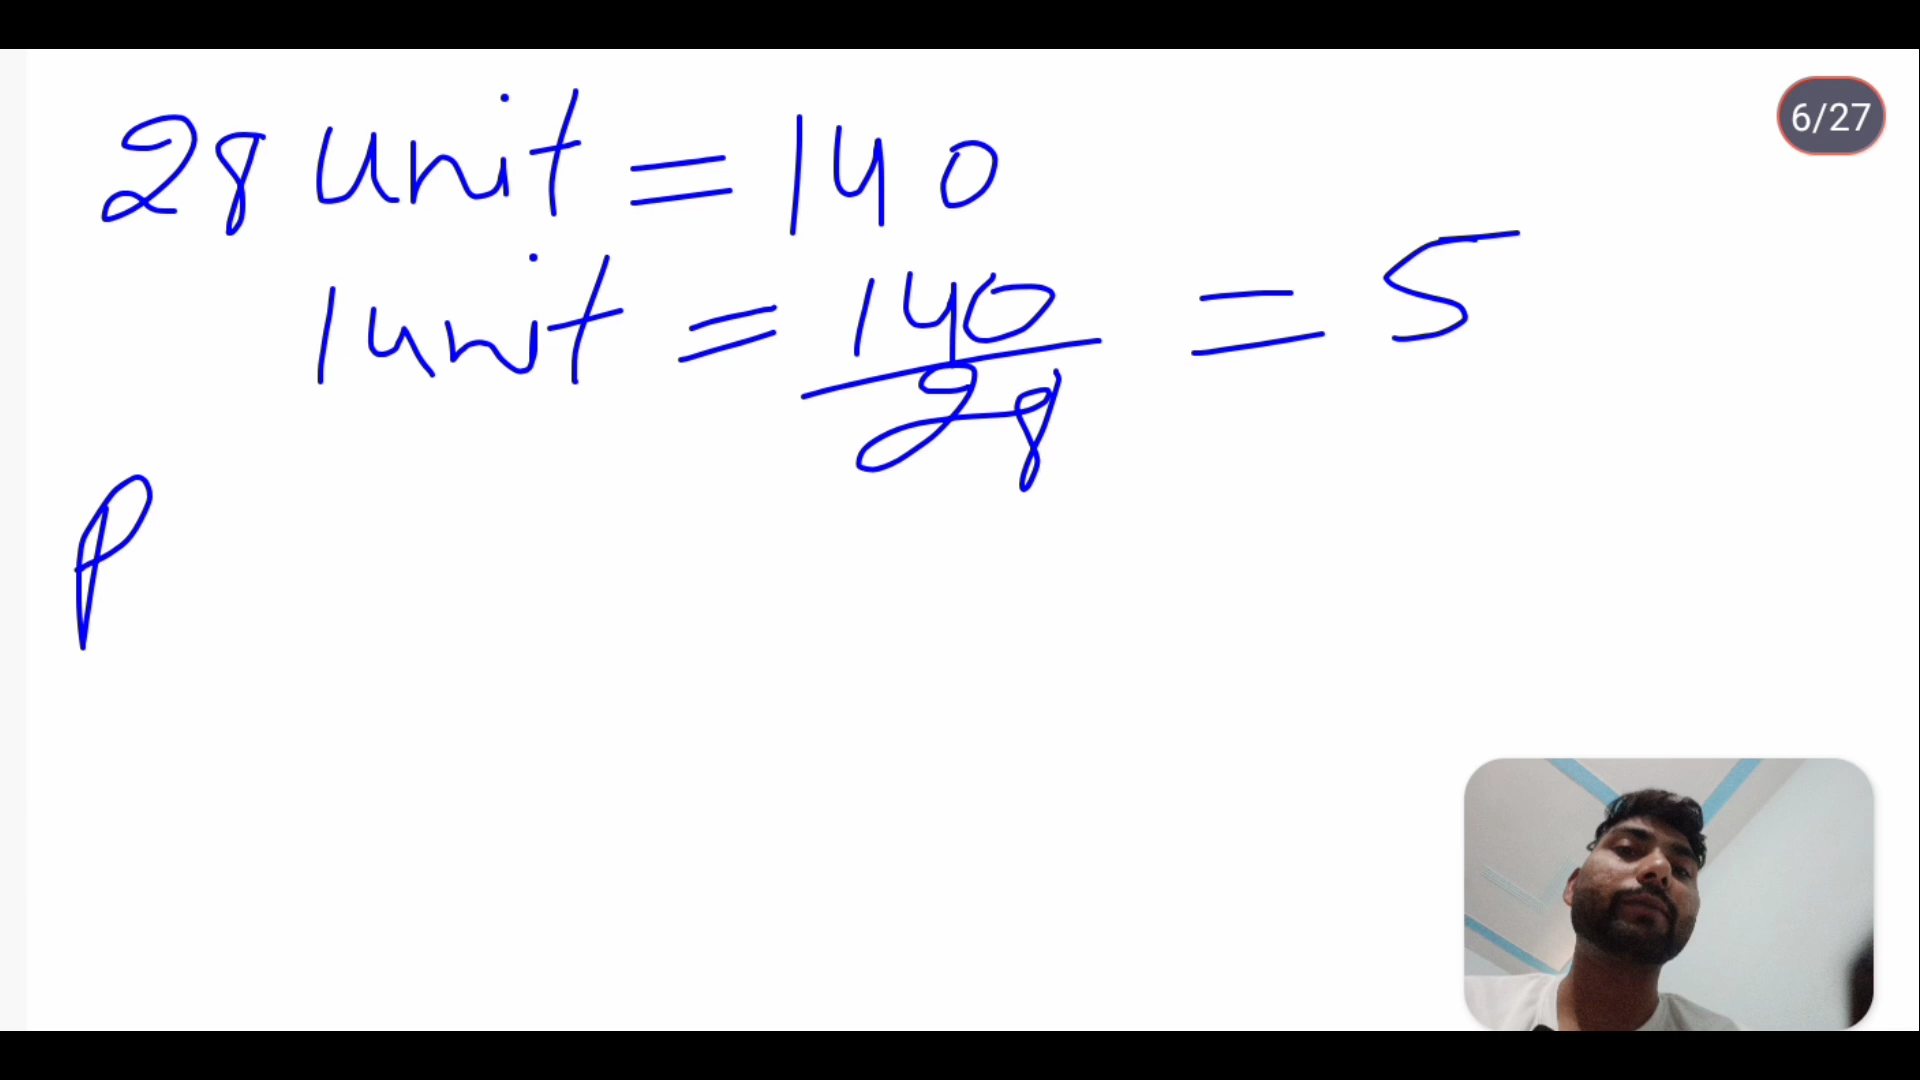 28 unit = 140
6/27
1 unit = 140/28 = 5
P